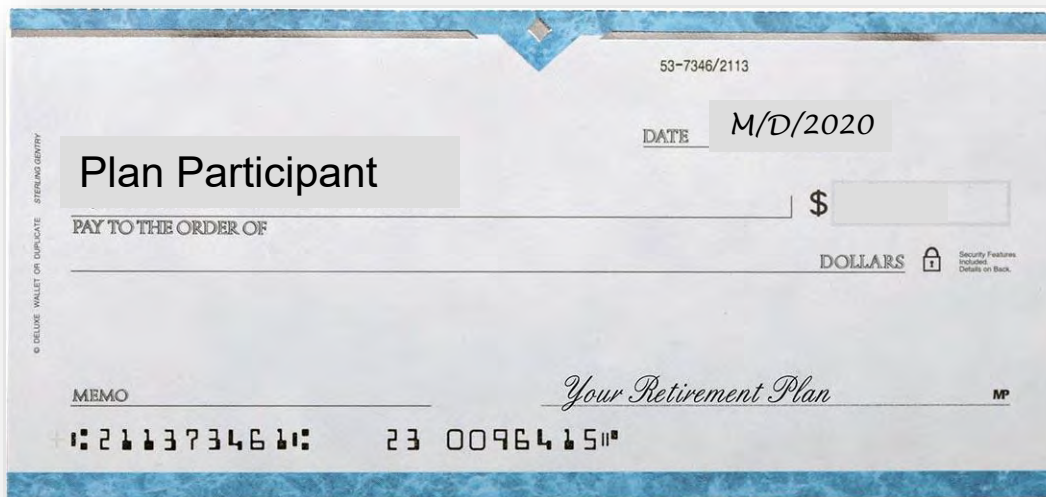 53-7346/2113
DATE M/D/2020
Plan Participant
$
PAY TO THE ORDER OF
DOLLARS
Security Features
Included.
Details on Back.
© DELUXE WALLET OR DUPLICATE STERLING GENTRY
MEMO
Your Retirement Plan
MP
⑆211373461⑆ 23 0096415⑈